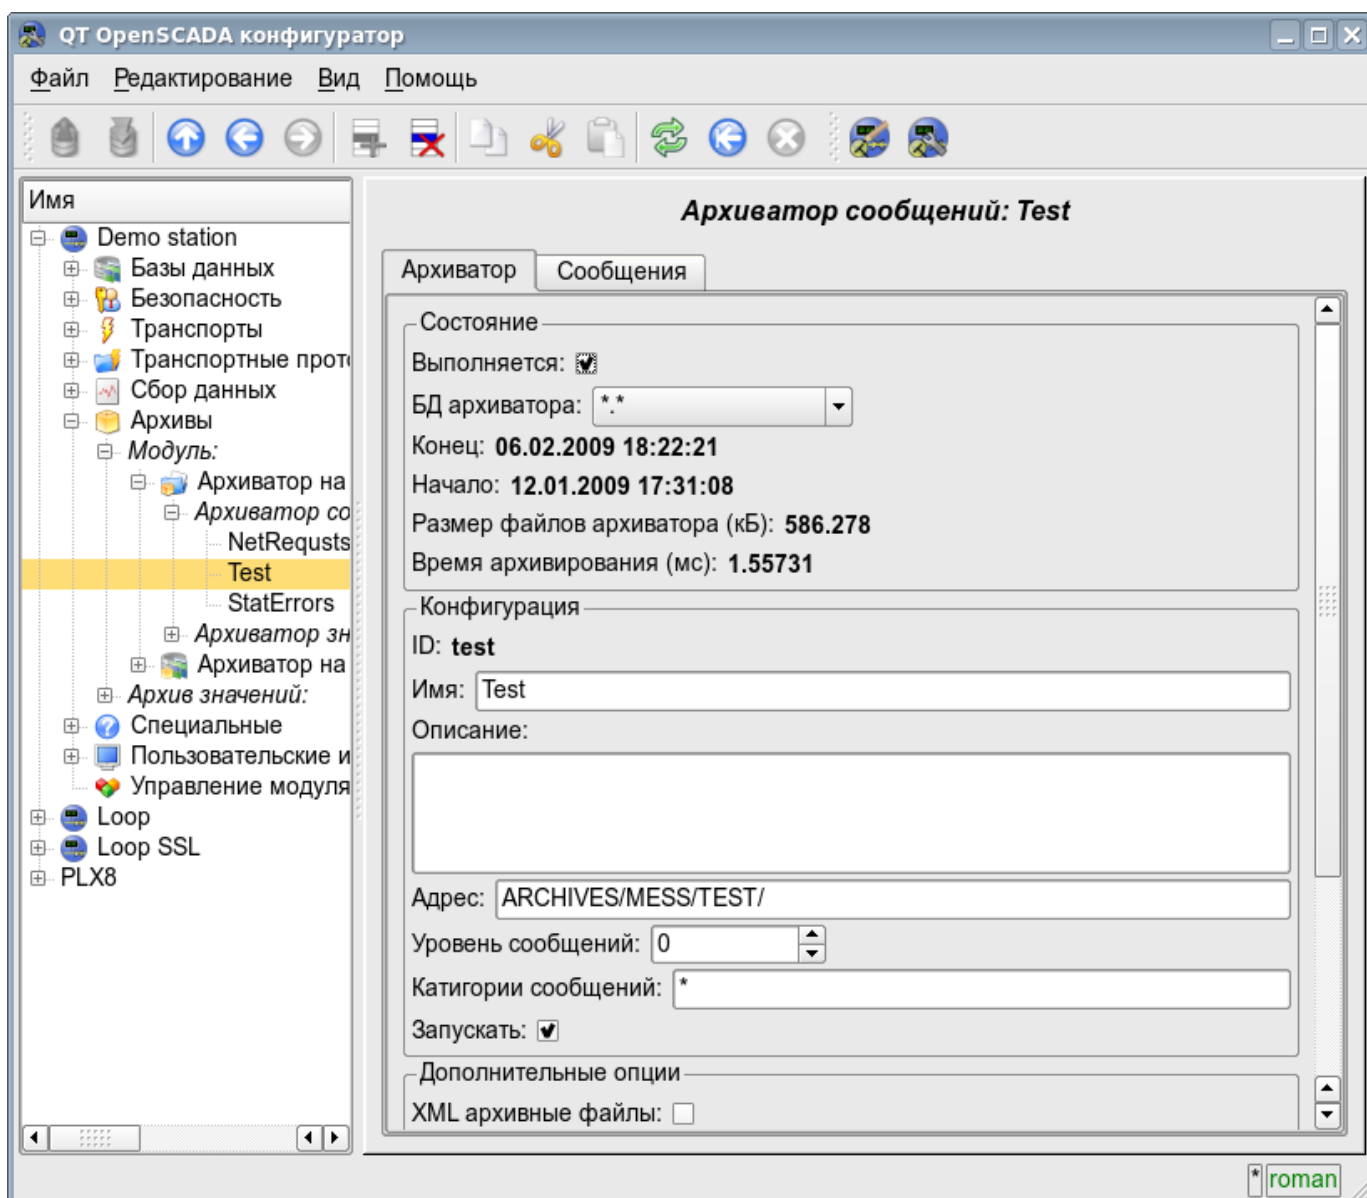 QT OpenSCADA конфигуратор
Файл Редактирование Вид Помощь
Имя
Demo station
Базы данных
Безопасность
Транспорты
Транспортные прото
Сбор данных
Архивы
Модуль:
Архиватор на
Архиватор со
NetRequsts
Test
StatErrors
Архиватор зн
Архиватор на
Архив значений:
Специальные
Пользовательские и
Управление модуля
Loop
Loop SSL
PLX8
Архиватор сообщений: Test
Архиватор Сообщения
Состояние
Выполняется:
БД архиватора: *.*
Конец: 06.02.2009 18:22:21
Начало: 12.01.2009 17:31:08
Размер файлов архиватора (кБ): 586.278
Время архивирования (мс): 1.55731
Конфигурация
ID: test
Имя: Test
Описание:
Адрес: ARCHIVES/MESS/TEST/
Уровень сообщений: 0
Катигории сообщений: *
Запускать:
Дополнительные опции
XML архивные файлы:
* roman